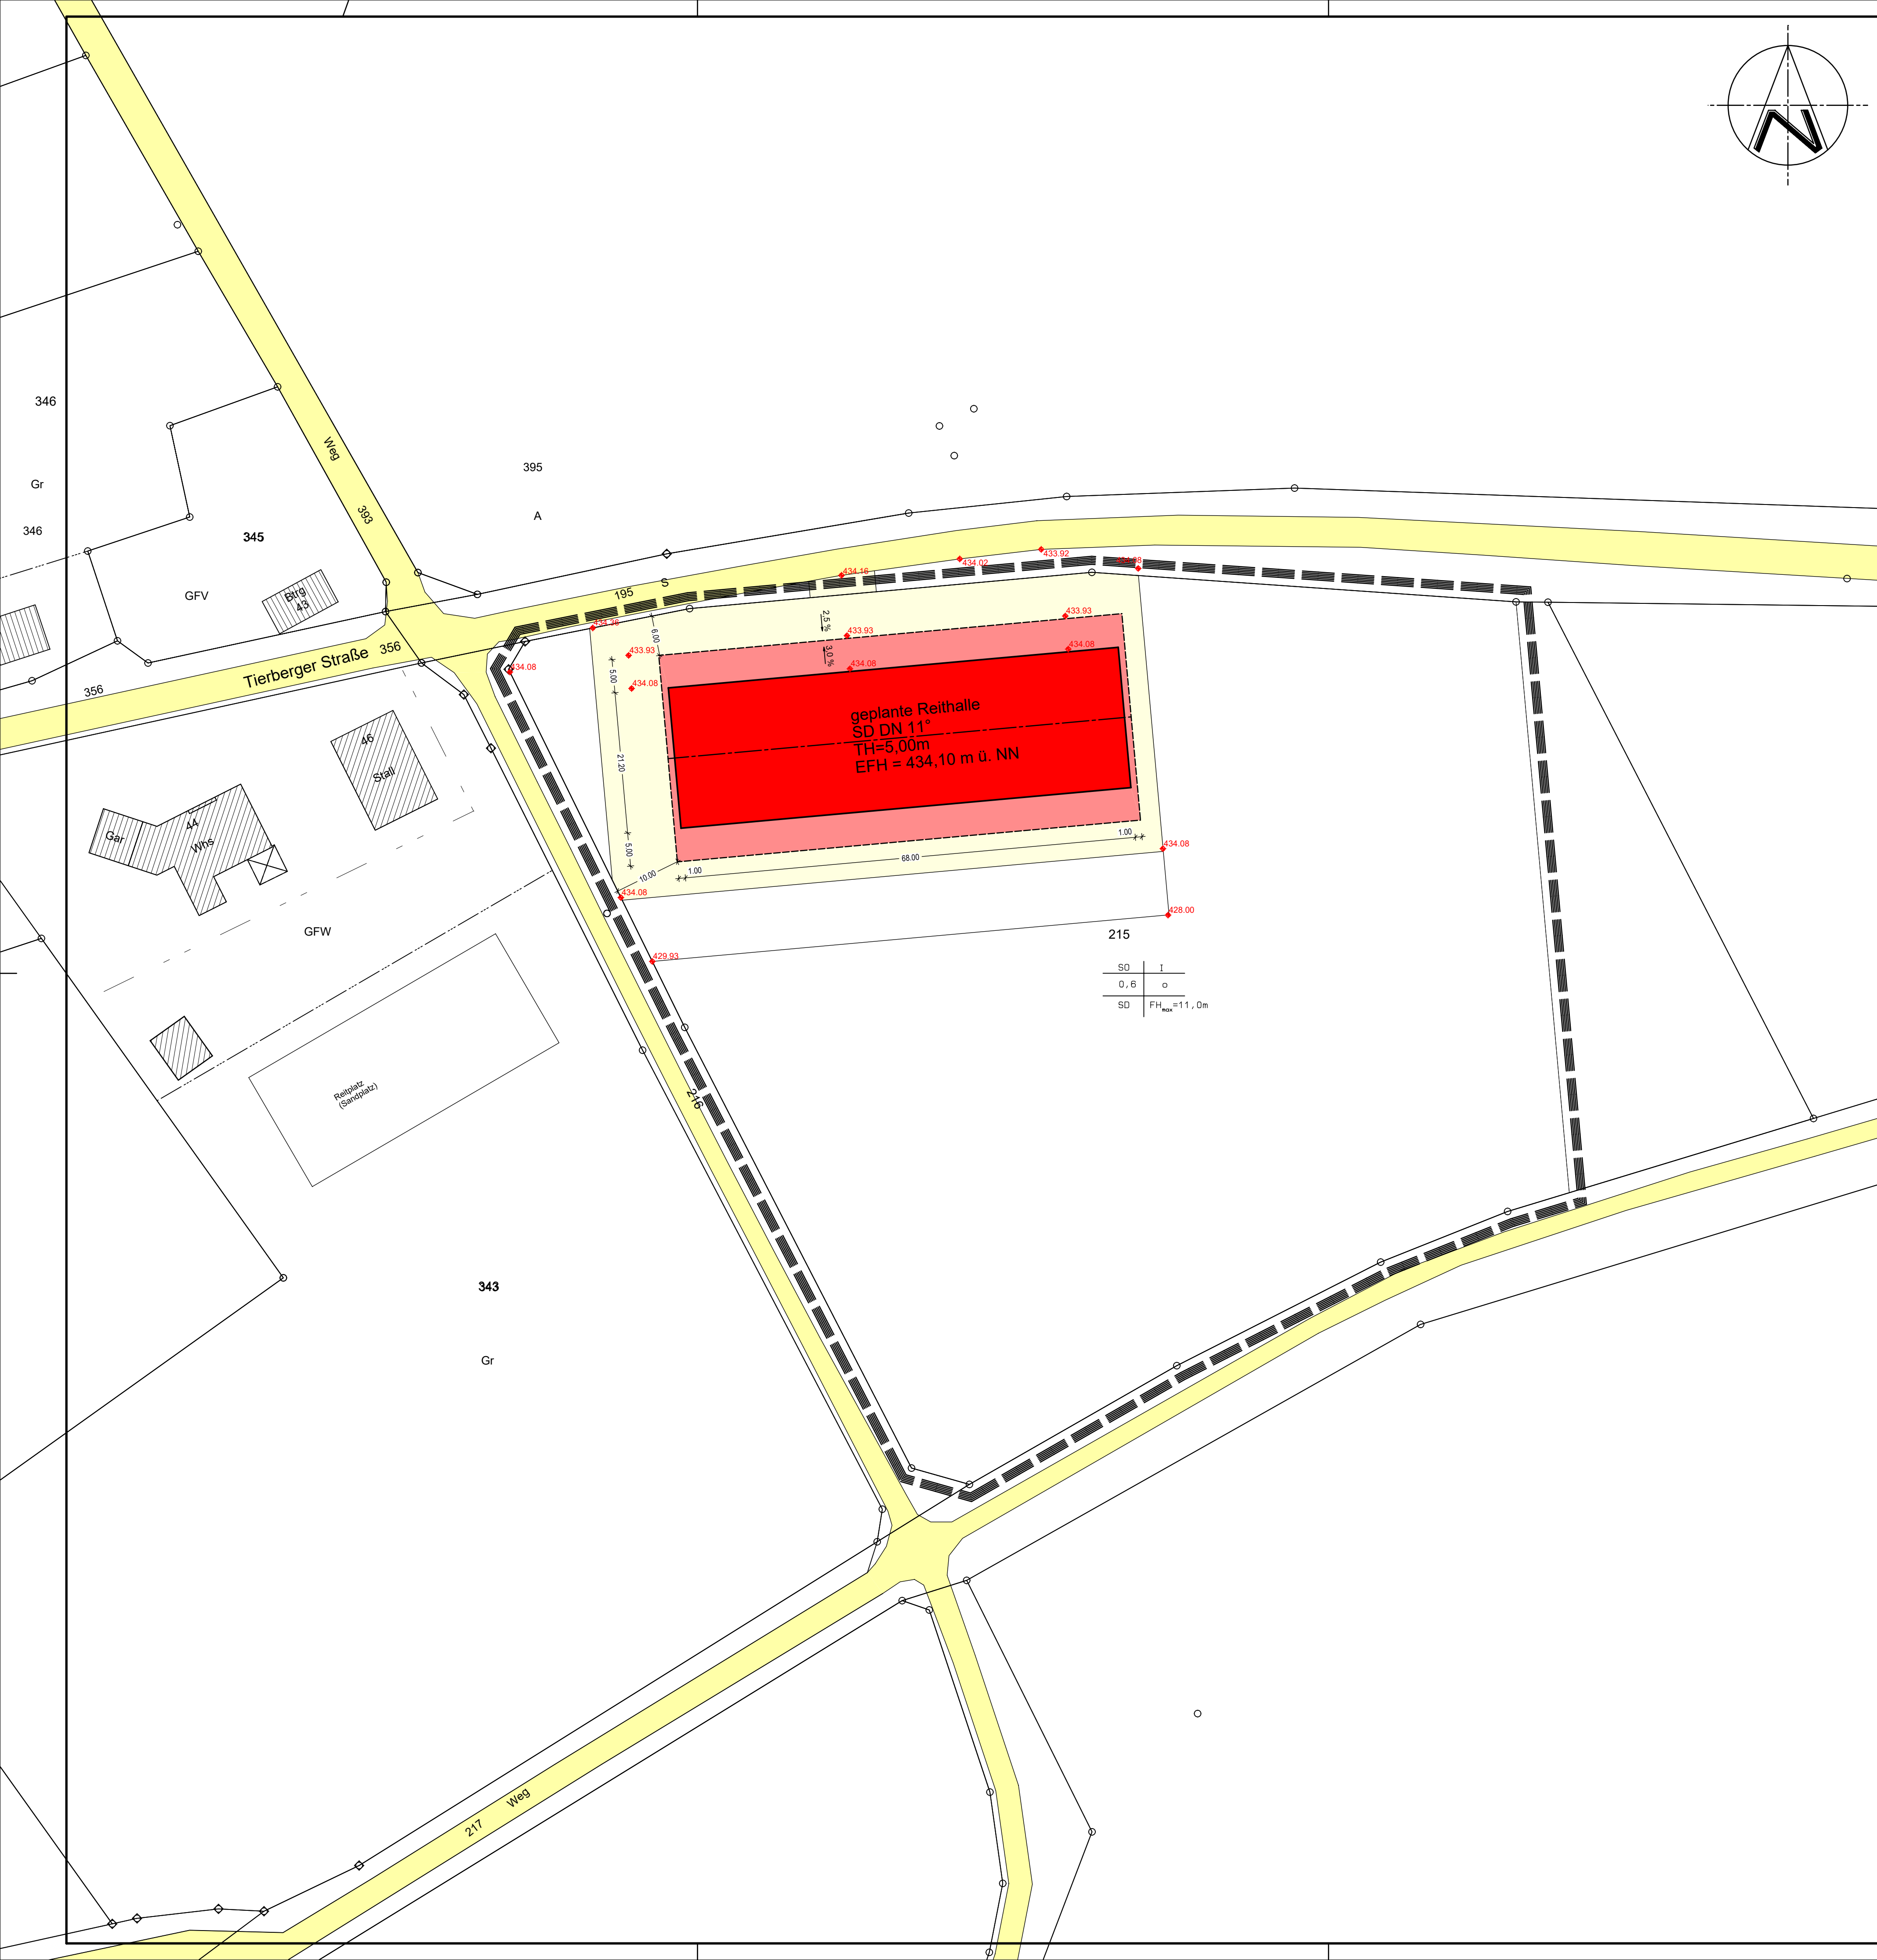 N
346
Gr
346
345
GFV
Btrg
43
Weg
393
395
A
Tierberger Straße
356
356
195
S
434.26
434.08
433.93
434.08
434.16
434.02
433.92
433.93
434.08
433.93
434.08
6.00
2.5 %
3.0 %
5.00
21.20
5.00
geplante Reithalle
SD DN 11°
TH=5,00m
EFH = 434,10 m ü. NN
10.00
1.00
68.00
1.00
434.08
434.08
429.93
428.00
215
SO I
0,6 o
SD FHmax=11,0m
46
Stall
Gar
44
Whs
GFW
Reitplatz
(Sandplatz)
216
343
Gr
Weg
217